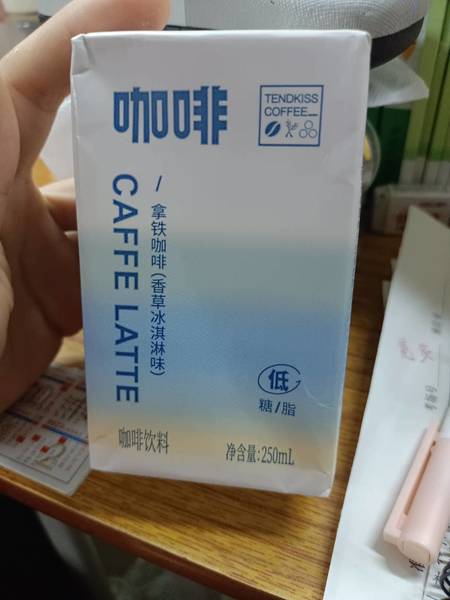 咖啡
TENDKISS
COFFEE
CAFFE LATTE
/ 拿铁咖啡(香草冰淇淋味)
低
糖/脂
咖啡饮料
净含量:250mL